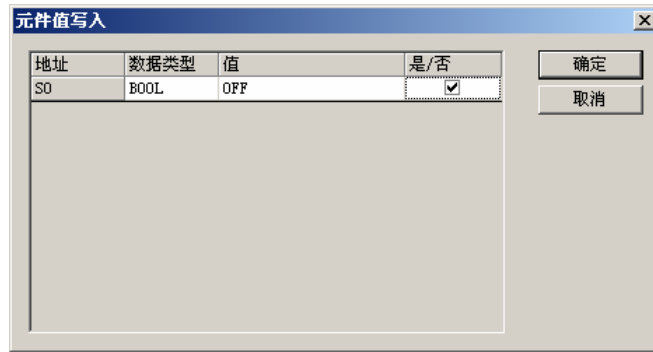 元件值写入
地址 数据类型 值 是/否
S0 BOOL OFF
确定
取消